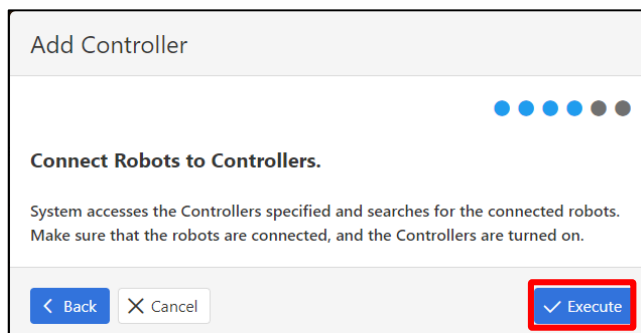 Add Controller
Connect Robots to Controllers.
System accesses the Controllers specified and searches for the connected robots.
Make sure that the robots are connected, and the Controllers are turned on.
Back
Cancel
Execute